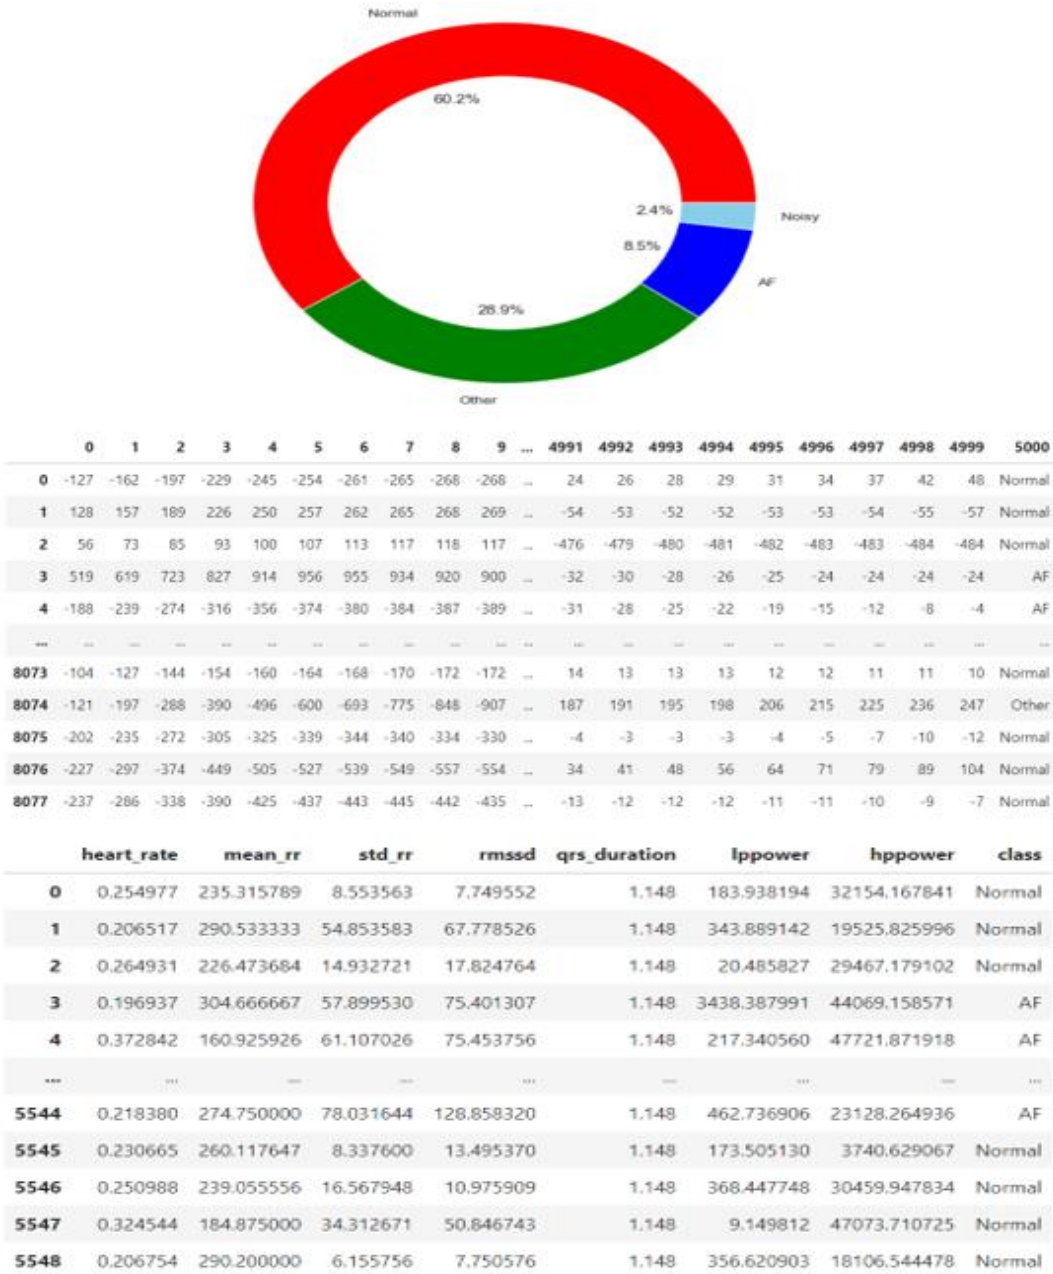 Normal
60.2%
2.4%
Noisy
8.5%
AF
28.9%
Other
0 1 2 3 4 5 6 7 8 9 ... 4991 4992 4993 4994 4995 4996 4997 4998 4999 5000
0 -127 -162 -197 -229 -245 -254 -261 -265 -268 -268 ... 24 26 28 29 31 34 37 42 48 Normal
1 128 157 189 226 250 257 262 265 268 269 ... -54 -53 -52 -52 -53 -53 -54 -55 -57 Normal
2 56 73 85 93 100 107 113 117 118 117 ... -476 -479 -480 -481 -482 -483 -483 -484 -484 Normal
3 519 619 723 827 914 956 955 934 920 900 ... -32 -30 -28 -26 -25 -24 -24 -24 -24 AF
4 -188 -239 -274 -316 -356 -374 -380 -384 -387 -389 ... -31 -28 -25 -22 -19 -15 -12 -8 -4 AF
... ... ... ... ... ... ... ... ... ... ... ... ... ... ... ... ... ... ... ... ... ...
8073 -104 -127 -144 -154 -160 -164 -168 -170 -172 -172 ... 14 13 13 13 12 12 11 11 10 Normal
8074 -121 -197 -288 -390 -496 -600 -693 -775 -848 -907 ... 187 191 195 198 206 215 225 236 247 Other
8075 -202 -235 -272 -305 -325 -339 -344 -340 -334 -330 ... -4 -3 -3 -3 -4 -5 -7 -10 -12 Normal
8076 -227 -297 -374 -449 -505 -527 -539 -549 -557 -554 ... 34 41 48 56 64 71 79 89 104 Normal
8077 -237 -286 -338 -390 -425 -437 -443 -445 -442 -435 ... -13 -12 -12 -12 -11 -11 -10 -9 -7 Normal
heart_rate mean_rr std_rr rmssd qrs_duration lppower hppower class
0 0.254977 235.315789 8.553563 7.749552 1.148 183.938194 32154.167841 Normal
1 0.206517 290.533333 54.853583 67.778526 1.148 343.889142 19525.825996 Normal
2 0.264931 226.473684 14.932721 17.824764 1.148 20.485827 29467.179102 Normal
3 0.196937 304.666667 57.899530 75.401307 1.148 3438.387991 44069.158571 AF
4 0.372842 160.925926 61.107026 75.453756 1.148 217.340560 47721.871918 AF
... ... ... ... ... ... ... ... ...
5544 0.218380 274.750000 78.031644 128.858320 1.148 462.736906 23128.264936 AF
5545 0.230665 260.117647 8.337600 13.495370 1.148 173.505130 3740.629067 Normal
5546 0.250988 239.055556 16.567948 10.975909 1.148 368.447748 30459.947834 Normal
5547 0.324544 184.875000 34.312671 50.846743 1.148 9.149812 47073.710725 Normal
5548 0.206754 290.200000 6.155756 7.750576 1.148 356.620903 18106.544478 Normal